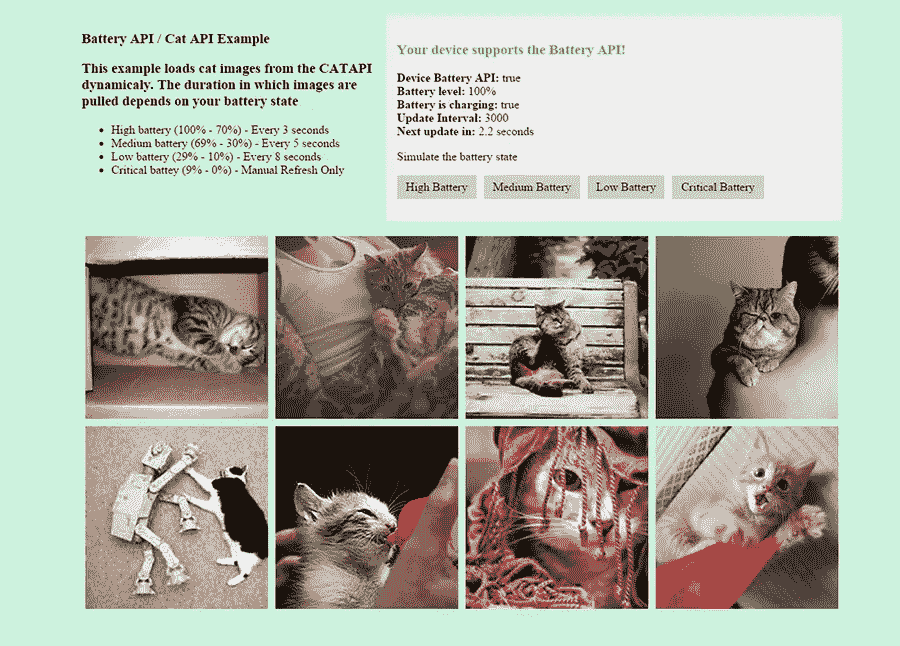 Battery API / Cat API Example
This example loads cat images from the CATAPI
dynamicaly. The duration in which images are
pulled depends on your battery state
High battery (100% - 70%) - Every 3 seconds
Medium battery (69% - 30%) - Every 5 seconds
Low battery (29% - 10%) - Every 8 seconds
Critical battey (9% - 0%) - Manual Refresh Only
Your device supports the Battery API!
Device Battery API: true
Battery level: 100%
Battery is charging: true
Update Interval: 3000
Next update in: 2.2 seconds
Simulate the battery state
High Battery
Medium Battery
Low Battery
Critical Battery